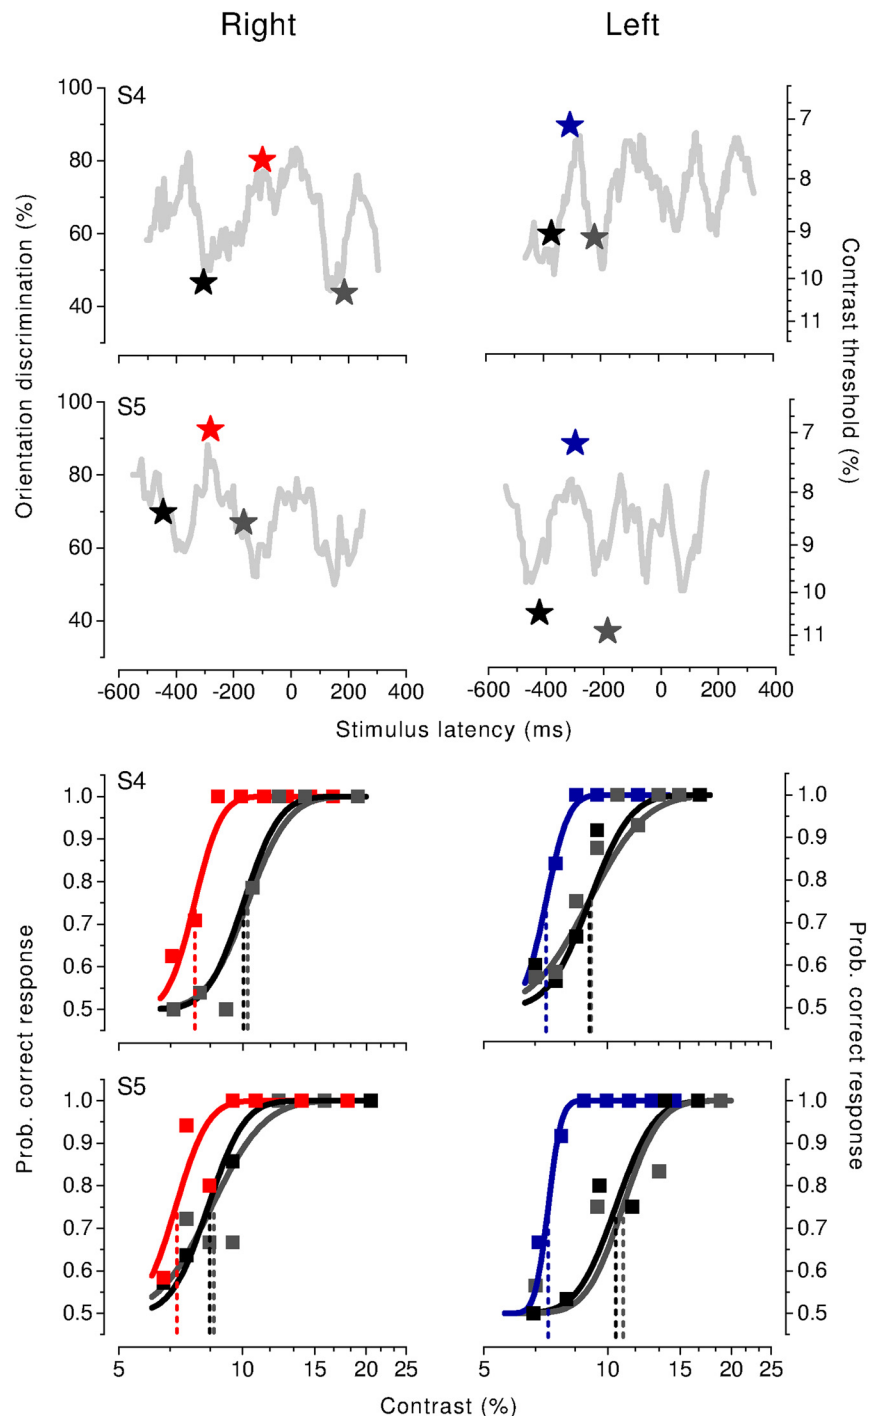 Right Left
S4
100
80
60
40
7
8
9
10
11
S5
100
80
60
40
7
8
9
10
11
Orientation discrimination (%)
Contrast threshold (%)
-600 -400 -200 0 200 400
-600 -400 -200 0 200 400
Stimulus latency (ms)
S4
1.0
0.9
0.8
0.7
0.6
0.5
1.0
0.9
0.8
0.7
0.6
0.5
S5
1.0
0.9
0.8
0.7
0.6
0.5
1.0
0.9
0.8
0.7
0.6
0.5
Prob. correct response
Prob. correct response
5 10 15 20 25
5 10 15 20 25
Contrast (%)